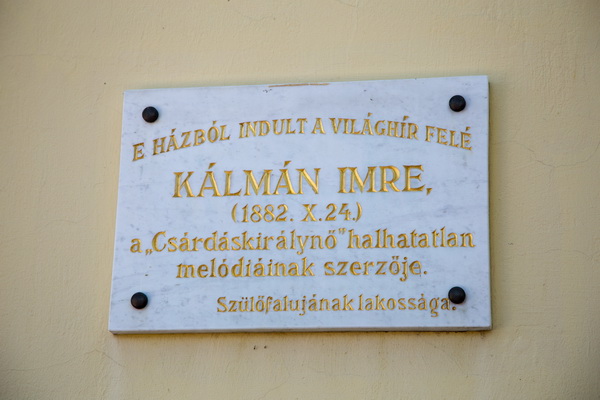 E HÁZBÓL INDULT A VILÁGHÍR FELÉ
KÁLMÁN IMRE,
(1882. X.24.)
a „Csárdáskirálynő" halhatatlan
melódiáinak szerzője.
Szülőfalujának lakossága.